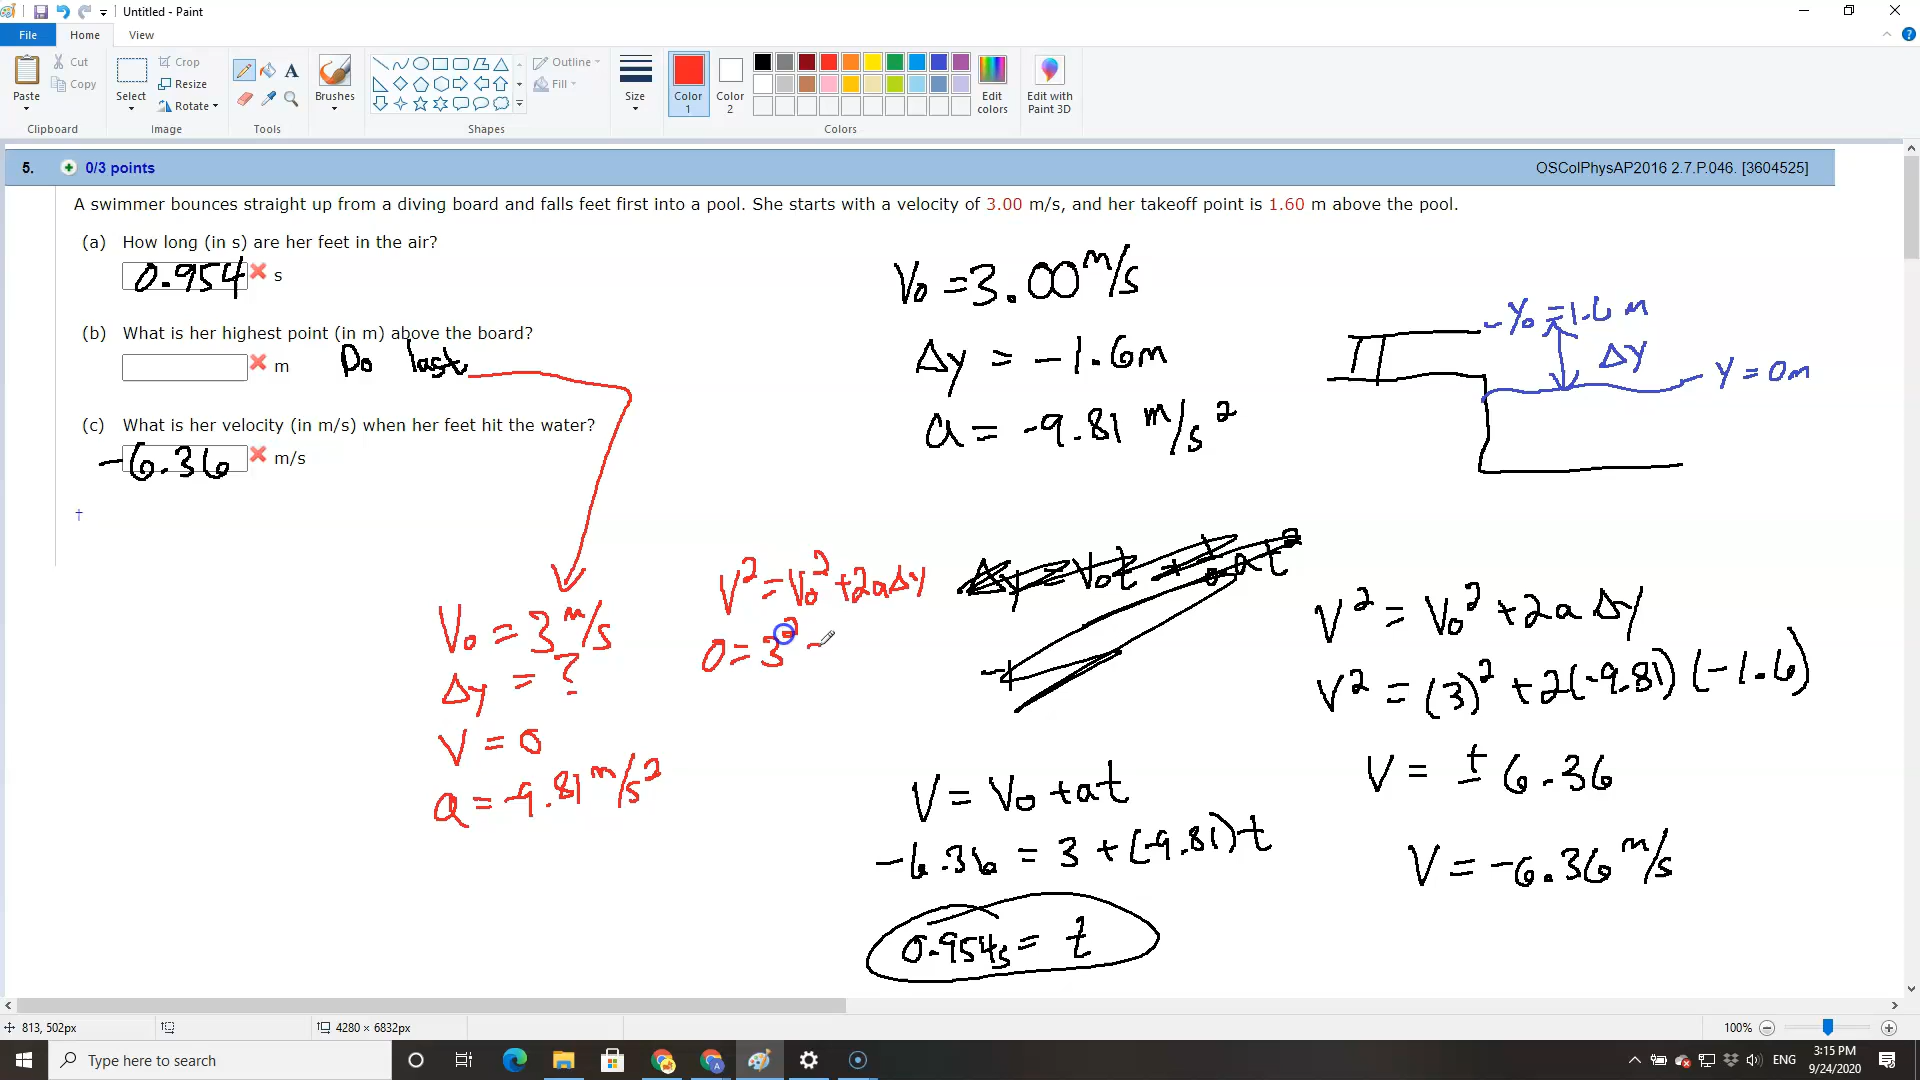 Untitled - Paint
File Home View
Paste
Cut
Copy
Clipboard
Select
Crop
Resize
Rotate
Image
A
Tools
Brushes
Outline
Fill
Shapes
Size
Color 1
Color 2
Edit colors
Colors
Edit with Paint 3D
5. 0/3 points OSColPhysAP2016 2.7.P.046. [3604525]
A swimmer bounces straight up from a diving board and falls feet first into a pool. She starts with a velocity of 3.00 m/s, and her takeoff point is 1.60 m above the pool.
(a) How long (in s) are her feet in the air?
0.954 s
(b) What is her highest point (in m) above the board?
m Do last
(c) What is her velocity (in m/s) when her feet hit the water?
-6.36 m/s
V₀ = 3.00 m/s
Δy = -1.6m
a = -9.81 m/s²
y₀ = 1.6 m
Δy
y = 0m
V₀ = 3 m/s
Δy = ?
V = 0
a = -9.81 m/s²
V² = V₀² + 2aΔy
0 = 3² -
V = V₀ + at
-6.36 = 3 + (-9.81)t
0.954s = t
V² = V₀² + 2a Δy
V² = (3)² + 2(-9.81)(-1.6)
V = ± 6.36
V = -6.36 m/s
813, 502px
4280 × 6832px
100%
Type here to search
ENG
3:15 PM
9/24/2020